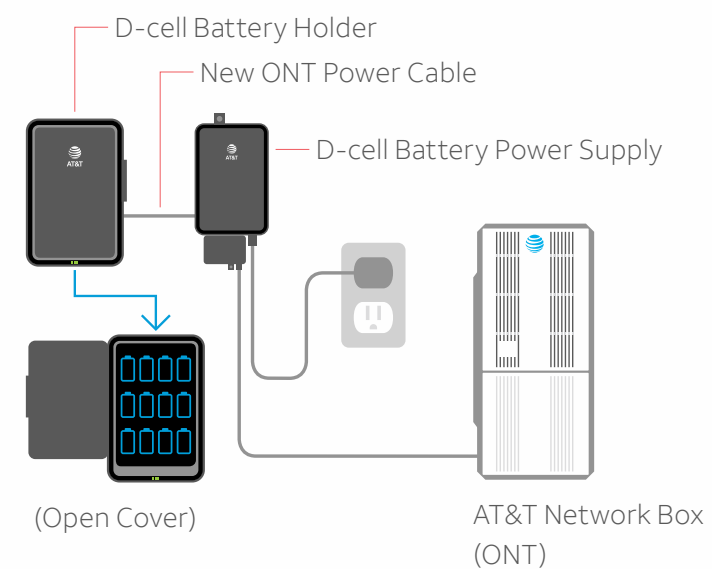 D-cell Battery Holder
New ONT Power Cable
D-cell Battery Power Supply
AT&T
AT&T
(Open Cover)
AT&T Network Box
(ONT)